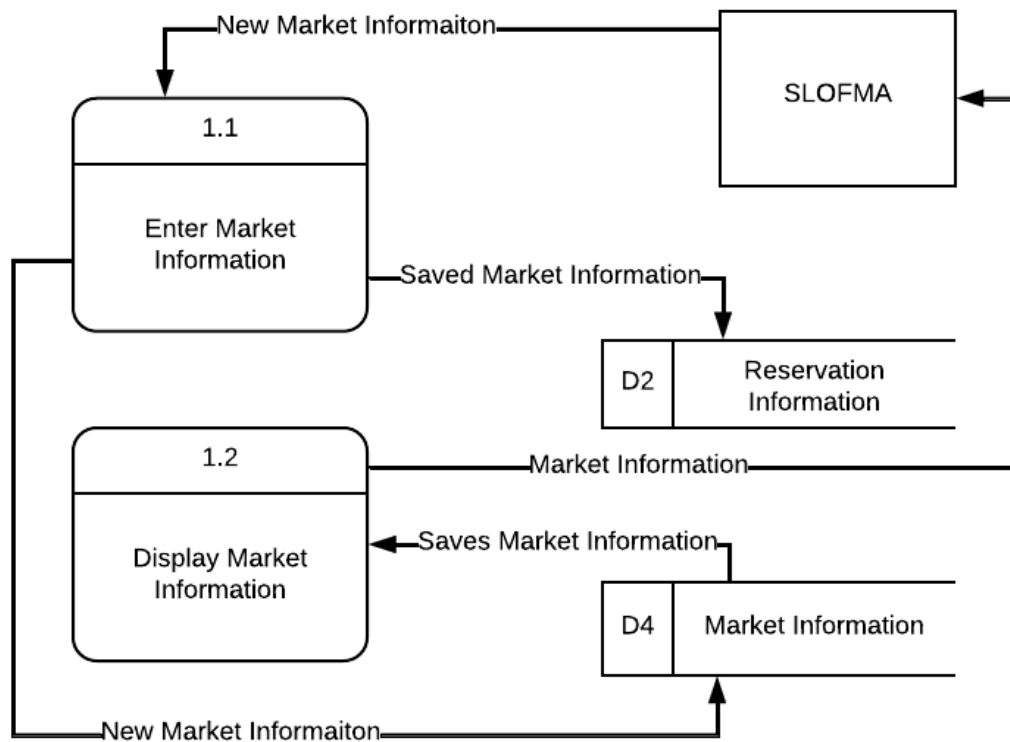 New Market Informaiton
SLOFMA
1.1
Enter Market
Information
Saved Market Information
D2
Reservation
Information
1.2
Market Information
Display Market
Information
Saves Market Information
D4
Market Information
New Market Informaiton